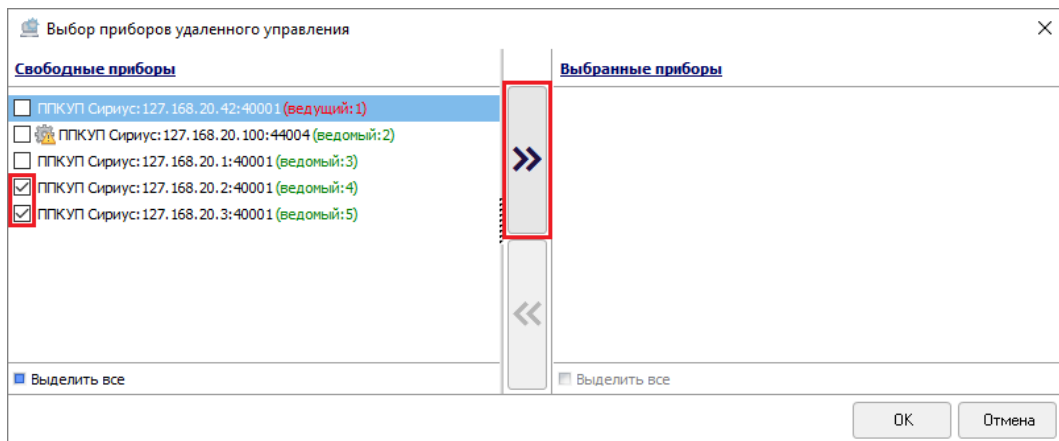 Выбор приборов удаленного управления
Свободные приборы
ППКУП Сириус:127.168.20.42:40001 (ведущий:1)
ППКУП Сириус:127.168.20.100:44004 (ведомый:2)
ППКУП Сириус:127.168.20.1:40001 (ведомый:3)
ППКУП Сириус:127.168.20.2:40001 (ведомый:4)
ППКУП Сириус:127.168.20.3:40001 (ведомый:5)
Выделить все
Выбранные приборы
Выделить все
OK
Отмена